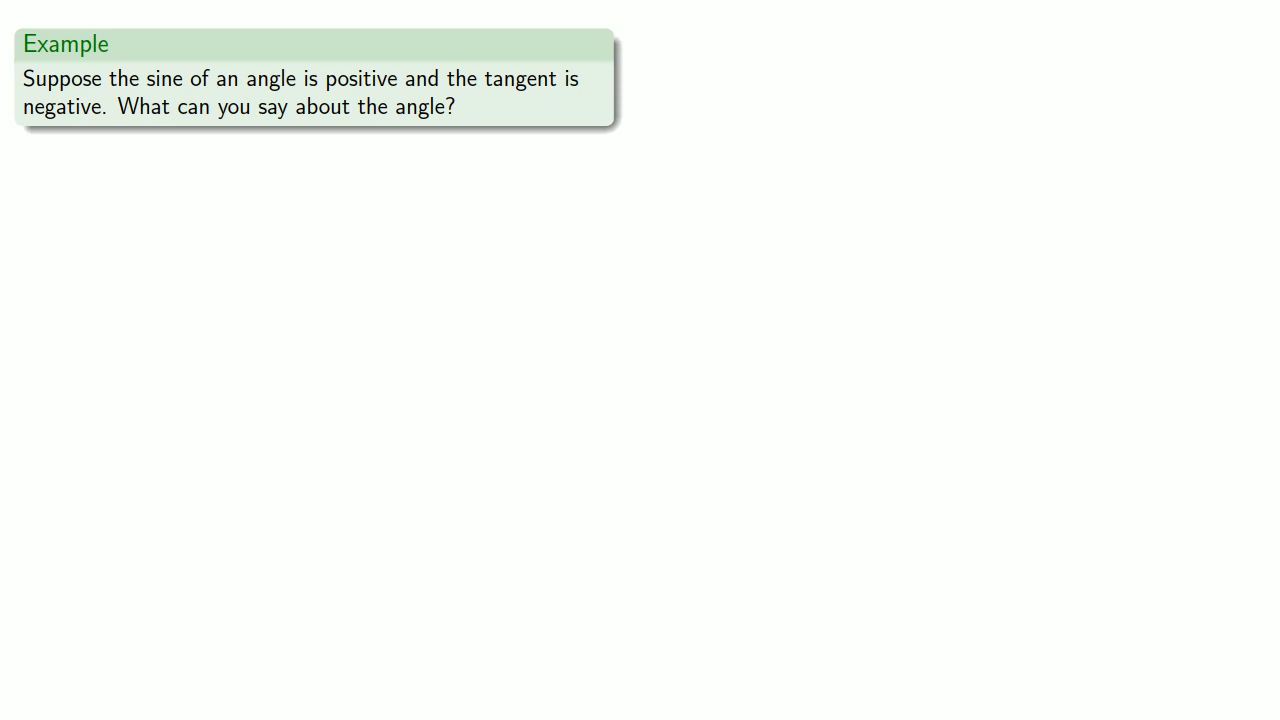 Example
Suppose the sine of an angle is positive and the tangent is
negative. What can you say about the angle?